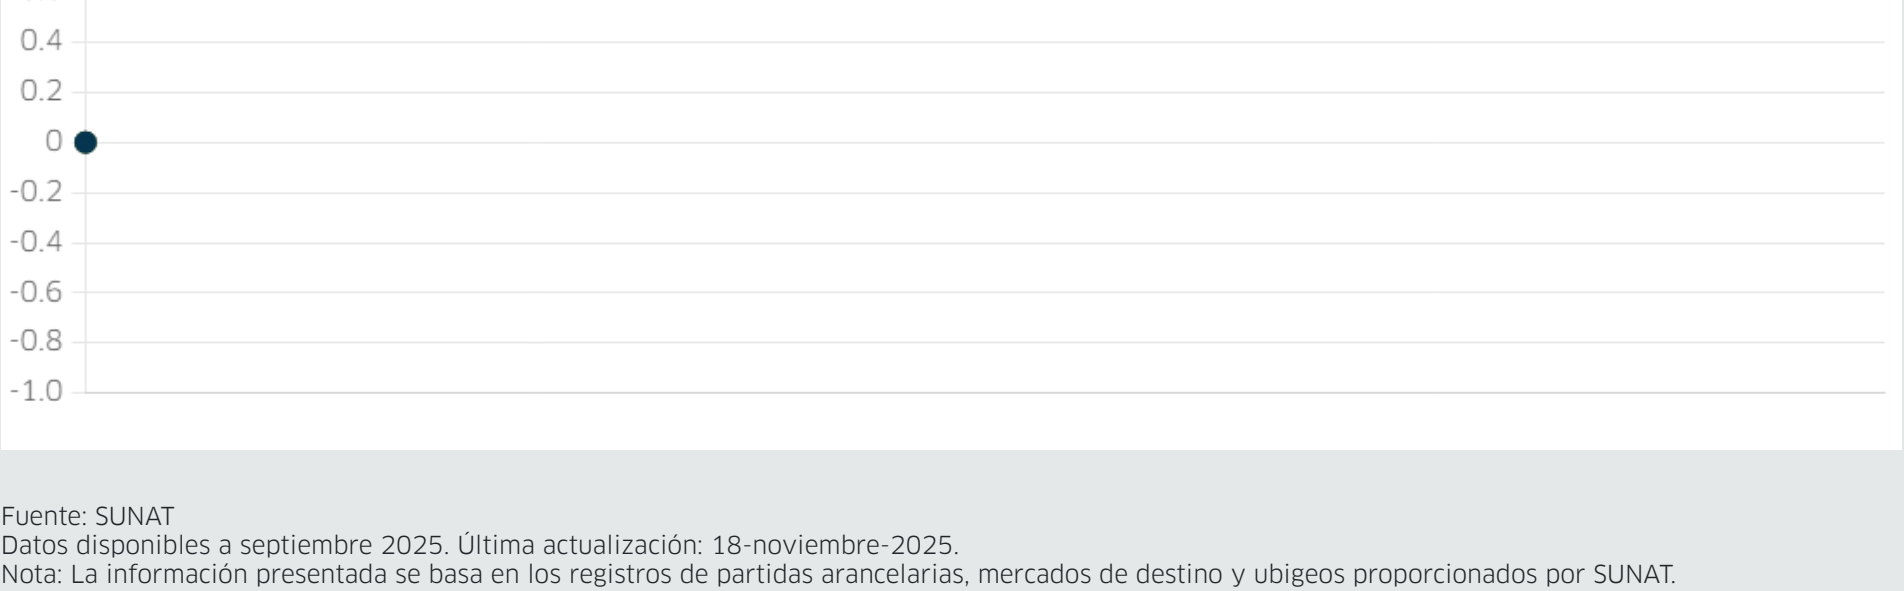 0.4
0.2
0
-0.2
-0.4
-0.6
-0.8
-1.0
Fuente: SUNAT
Datos disponibles a septiembre 2025. Última actualización: 18-noviembre-2025.
Nota: La información presentada se basa en los registros de partidas arancelarias, mercados de destino y ubigeos proporcionados por SUNAT.